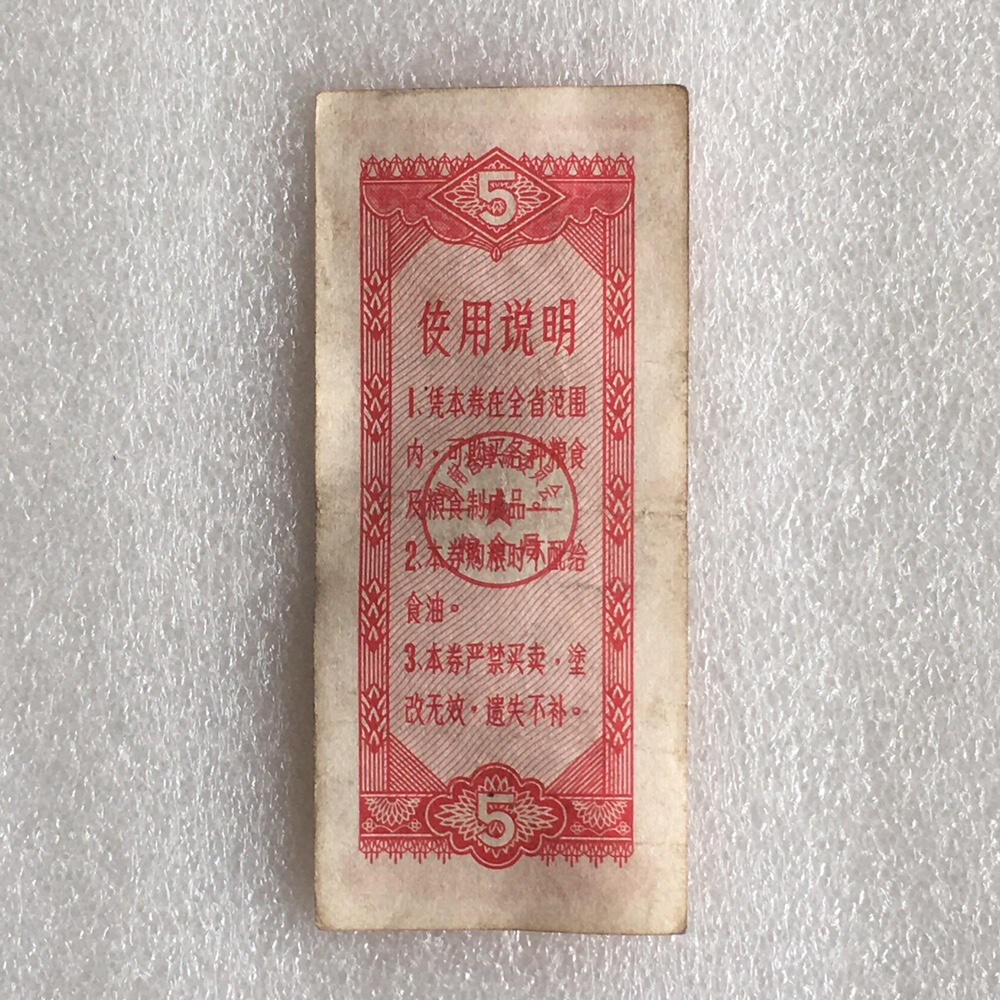 5
使用说明
1.凭本券在全省范围
内，可购买各种粮食
及粮食制成品。
2.本券购粮时不配给
食油。
3.本券严禁买卖，塗
改无效，遗失不补。
5